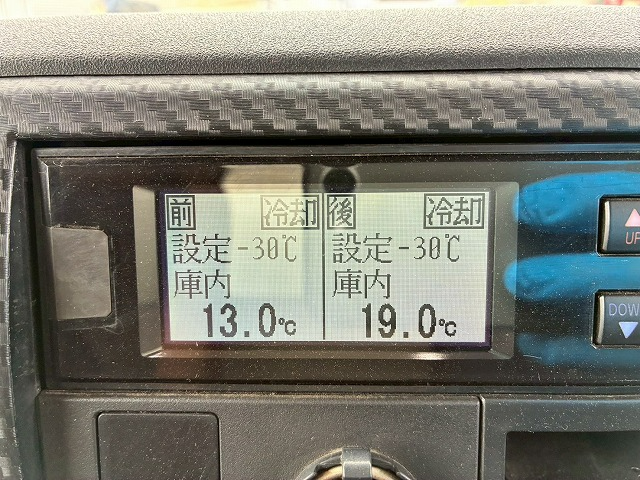 前 冷却 後 冷却
設定-30℃ 設定-30℃
庫内 庫内
13.0℃ 19.0℃
▲
UP
DOWN
▼